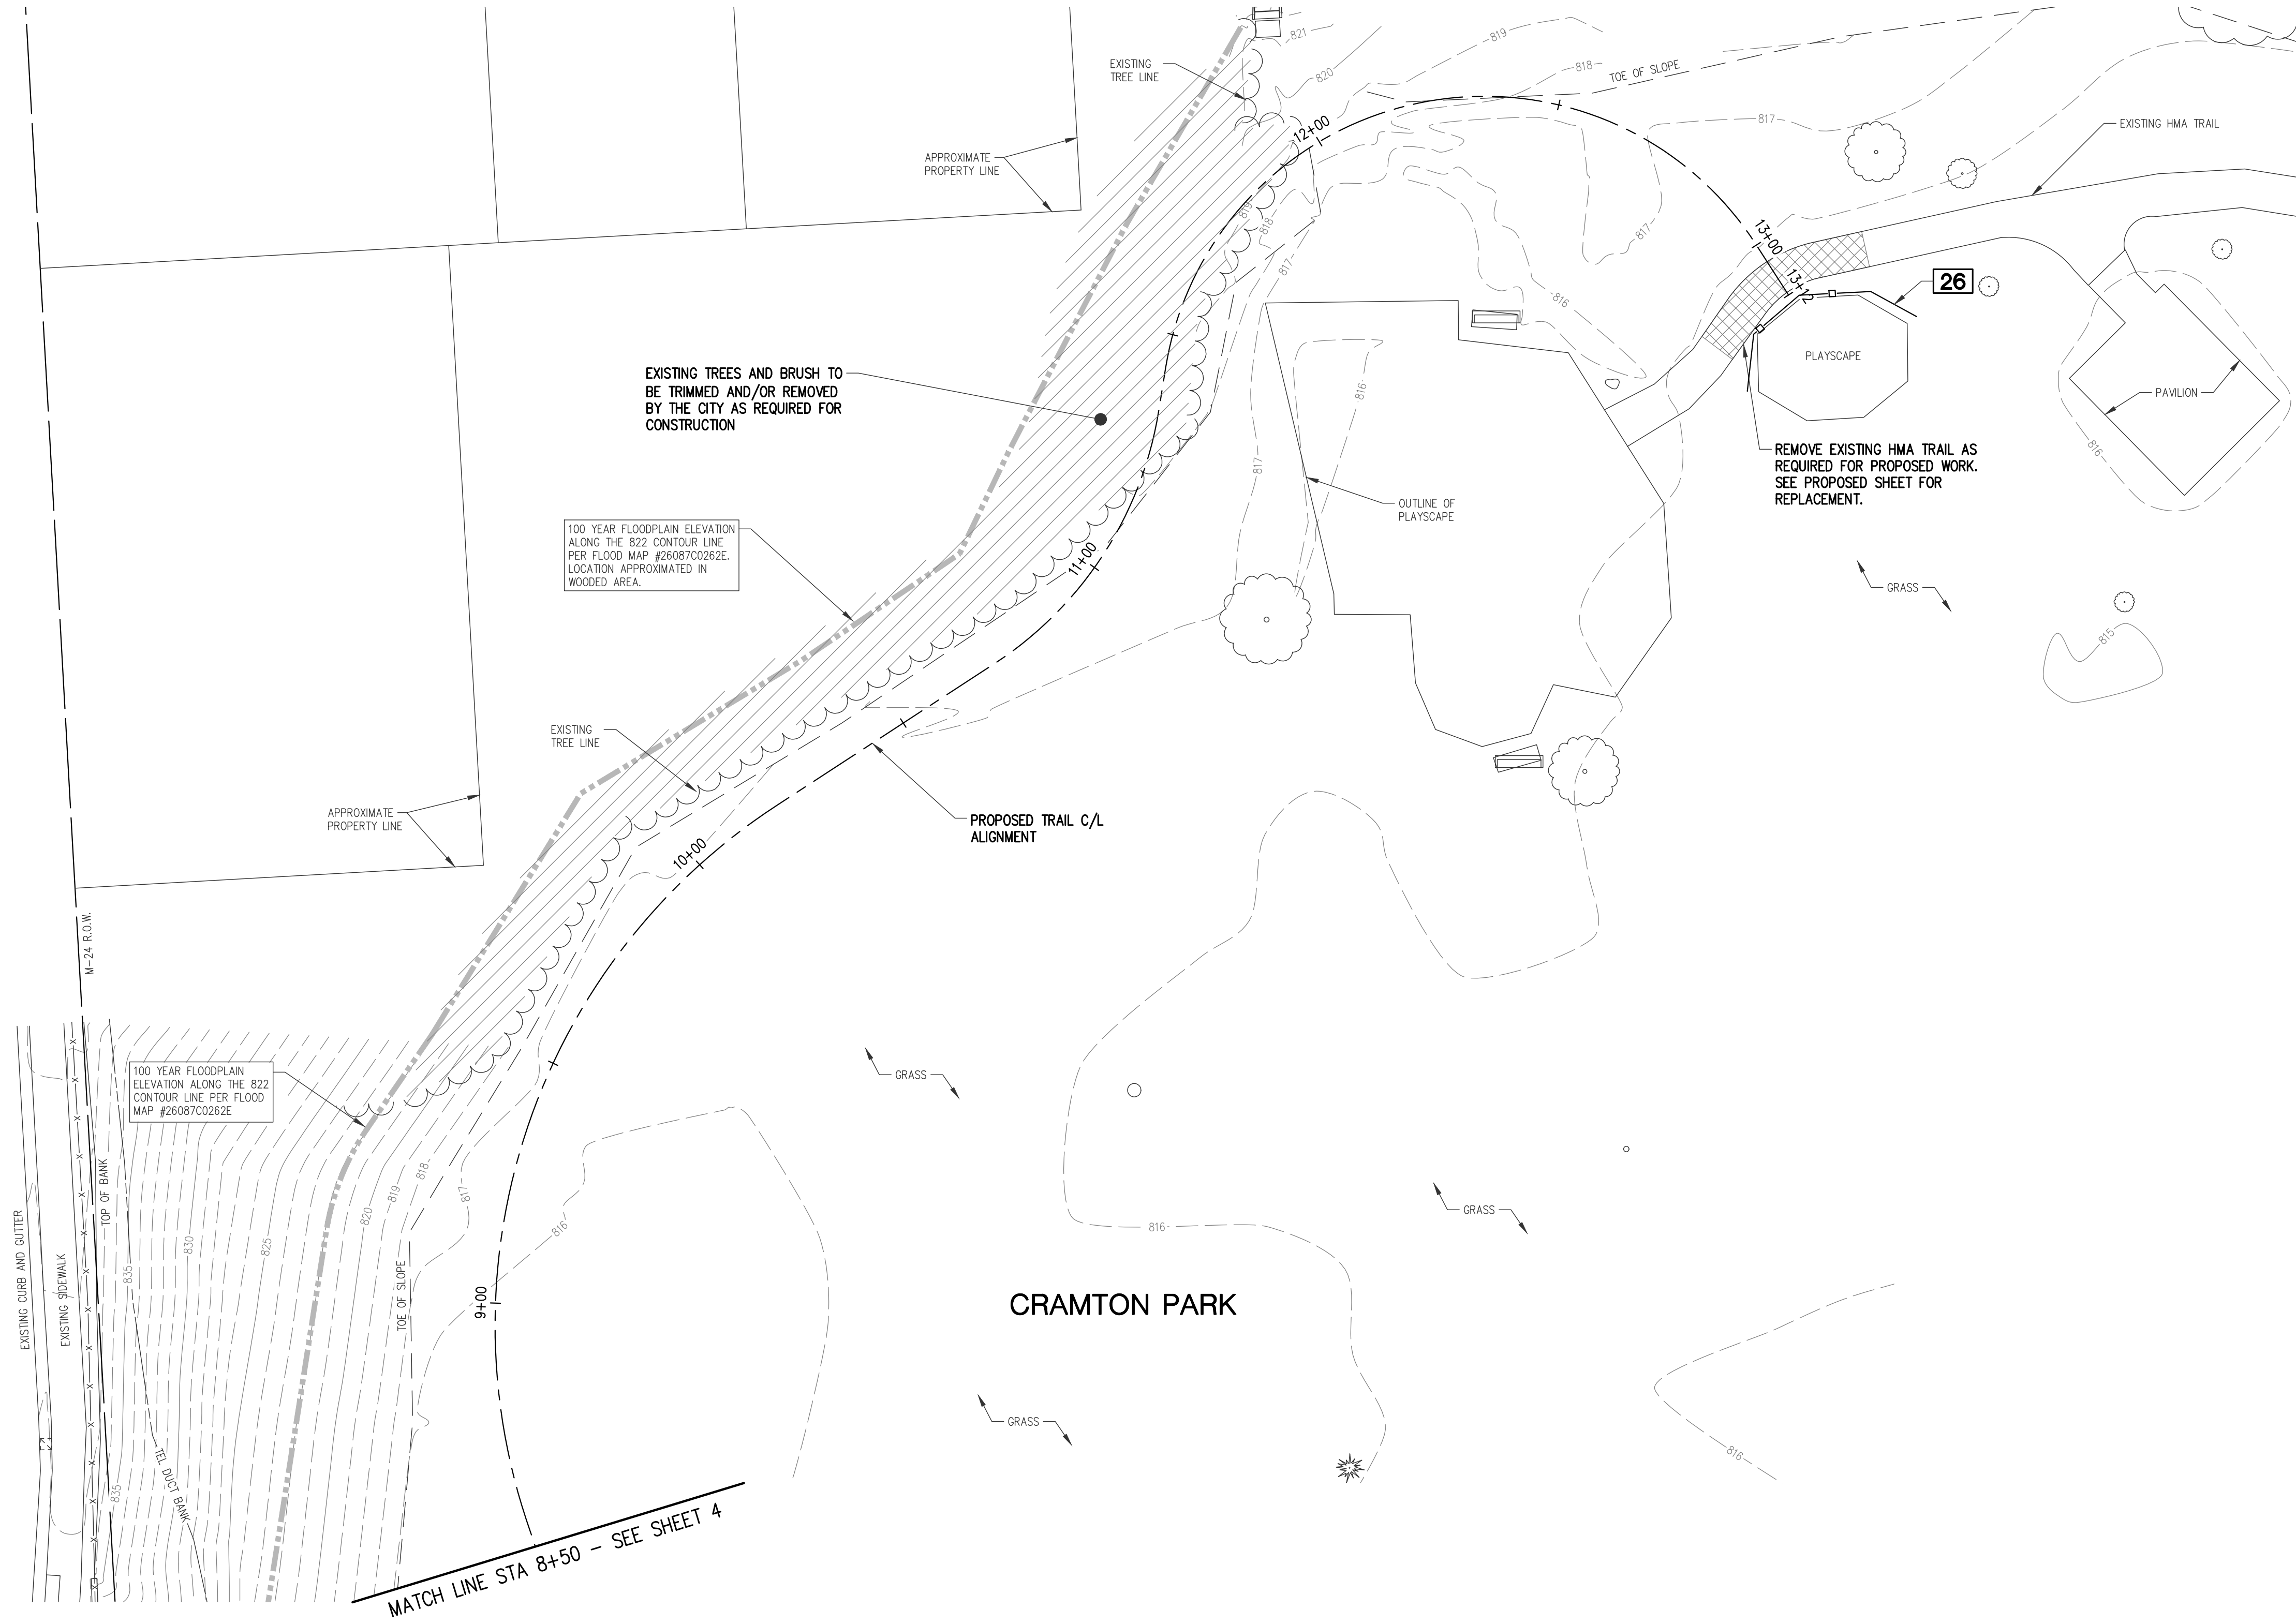 821
819
EXISTING
TREE LINE
820
818
TOE OF SLOPE
817
EXISTING HMA TRAIL
12+00
APPROXIMATE
PROPERTY LINE
819
818
817
817
13+00
13+12
26
816
PLAYSCAPE
EXISTING TREES AND BRUSH TO
BE TRIMMED AND/OR REMOVED
BY THE CITY AS REQUIRED FOR
CONSTRUCTION
816
PAVILION
816
REMOVE EXISTING HMA TRAIL AS
REQUIRED FOR PROPOSED WORK.
SEE PROPOSED SHEET FOR
REPLACEMENT.
817
OUTLINE OF
PLAYSCAPE
100 YEAR FLOODPLAIN ELEVATION
ALONG THE 822 CONTOUR LINE
PER FLOOD MAP #26087C0262E.
LOCATION APPROXIMATED IN
WOODED AREA.
11+00
GRASS
815
EXISTING
TREE LINE
APPROXIMATE
PROPERTY LINE
PROPOSED TRAIL C/L
ALIGNMENT
10+00
M-24 R.O.W.
100 YEAR FLOODPLAIN
ELEVATION ALONG THE 822
CONTOUR LINE PER FLOOD
MAP #26087C0262E
GRASS
TOP OF BANK
818
817
819
820
816
816
GRASS
EXISTING CURB AND GUTTER
EXISTING SIDEWALK
835
830
825
TOE OF SLOPE
9+00
CRAMTON PARK
GRASS
816
835
TEL DUCT BANK
MATCH LINE STA 8+50 - SEE SHEET 4